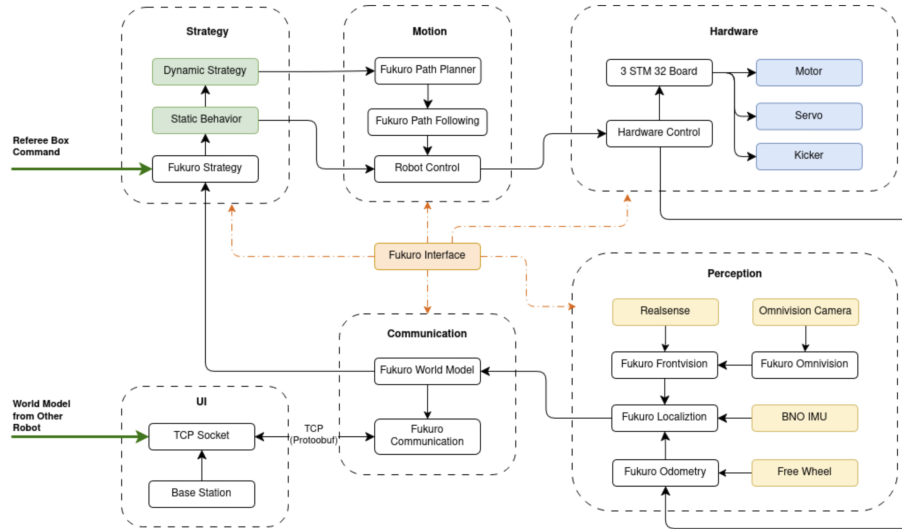 Strategy
Motion
Hardware
Dynamic Strategy
Fukuro Path Planner
3 STM 32 Board
Motor
Static Behavior
Fukuro Path Following
Servo
Hardware Control
Referee Box
Command
Fukuro Strategy
Robot Control
Kicker
Fukuro Interface
Perception
Realsense
Omnivision Camera
Communication
Fukuro World Model
Fukuro Frontvision
Fukuro Omnivision
World Model
from Other
Robot
UI
TCP Socket
TCP
(Protoobuf)
Fukuro
Communication
Fukuro Localiztion
BNO IMU
Base Station
Fukuro Odometry
Free Wheel